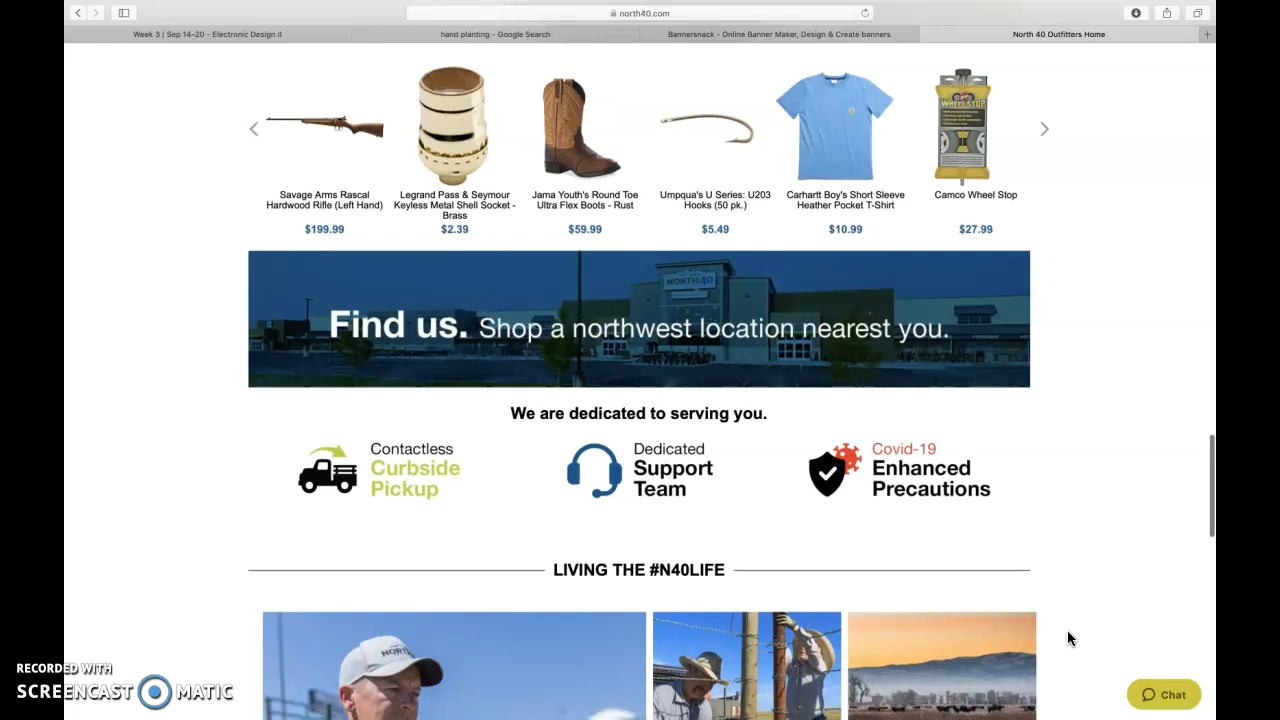 north40.com
Week 3 | Sep 14–20 - Electronic Design II
hand planting - Google Search
Bannersnack - Online Banner Maker, Design & Create banners
North 40 Outfitters Home
WHEEL STOP
Savage Arms Rascal
Hardwood Rifle (Left Hand)
$199.99
Legrand Pass & Seymour
Keyless Metal Shell Socket -
Brass
$2.39
Jama Youth's Round Toe
Ultra Flex Boots - Rust
$59.99
Umpqua's U Series: U203
Hooks (50 pk.)
$5.49
Carhartt Boy's Short Sleeve
Heather Pocket T-Shirt
$10.99
Camco Wheel Stop
$27.99
NORTH 40
Find us. Shop a northwest location nearest you.
We are dedicated to serving you.
Contactless
Curbside
Pickup
Dedicated
Support
Team
Covid-19
Enhanced
Precautions
LIVING THE #N40LIFE
RECORDED WITH
SCREENCAST MATIC
Chat